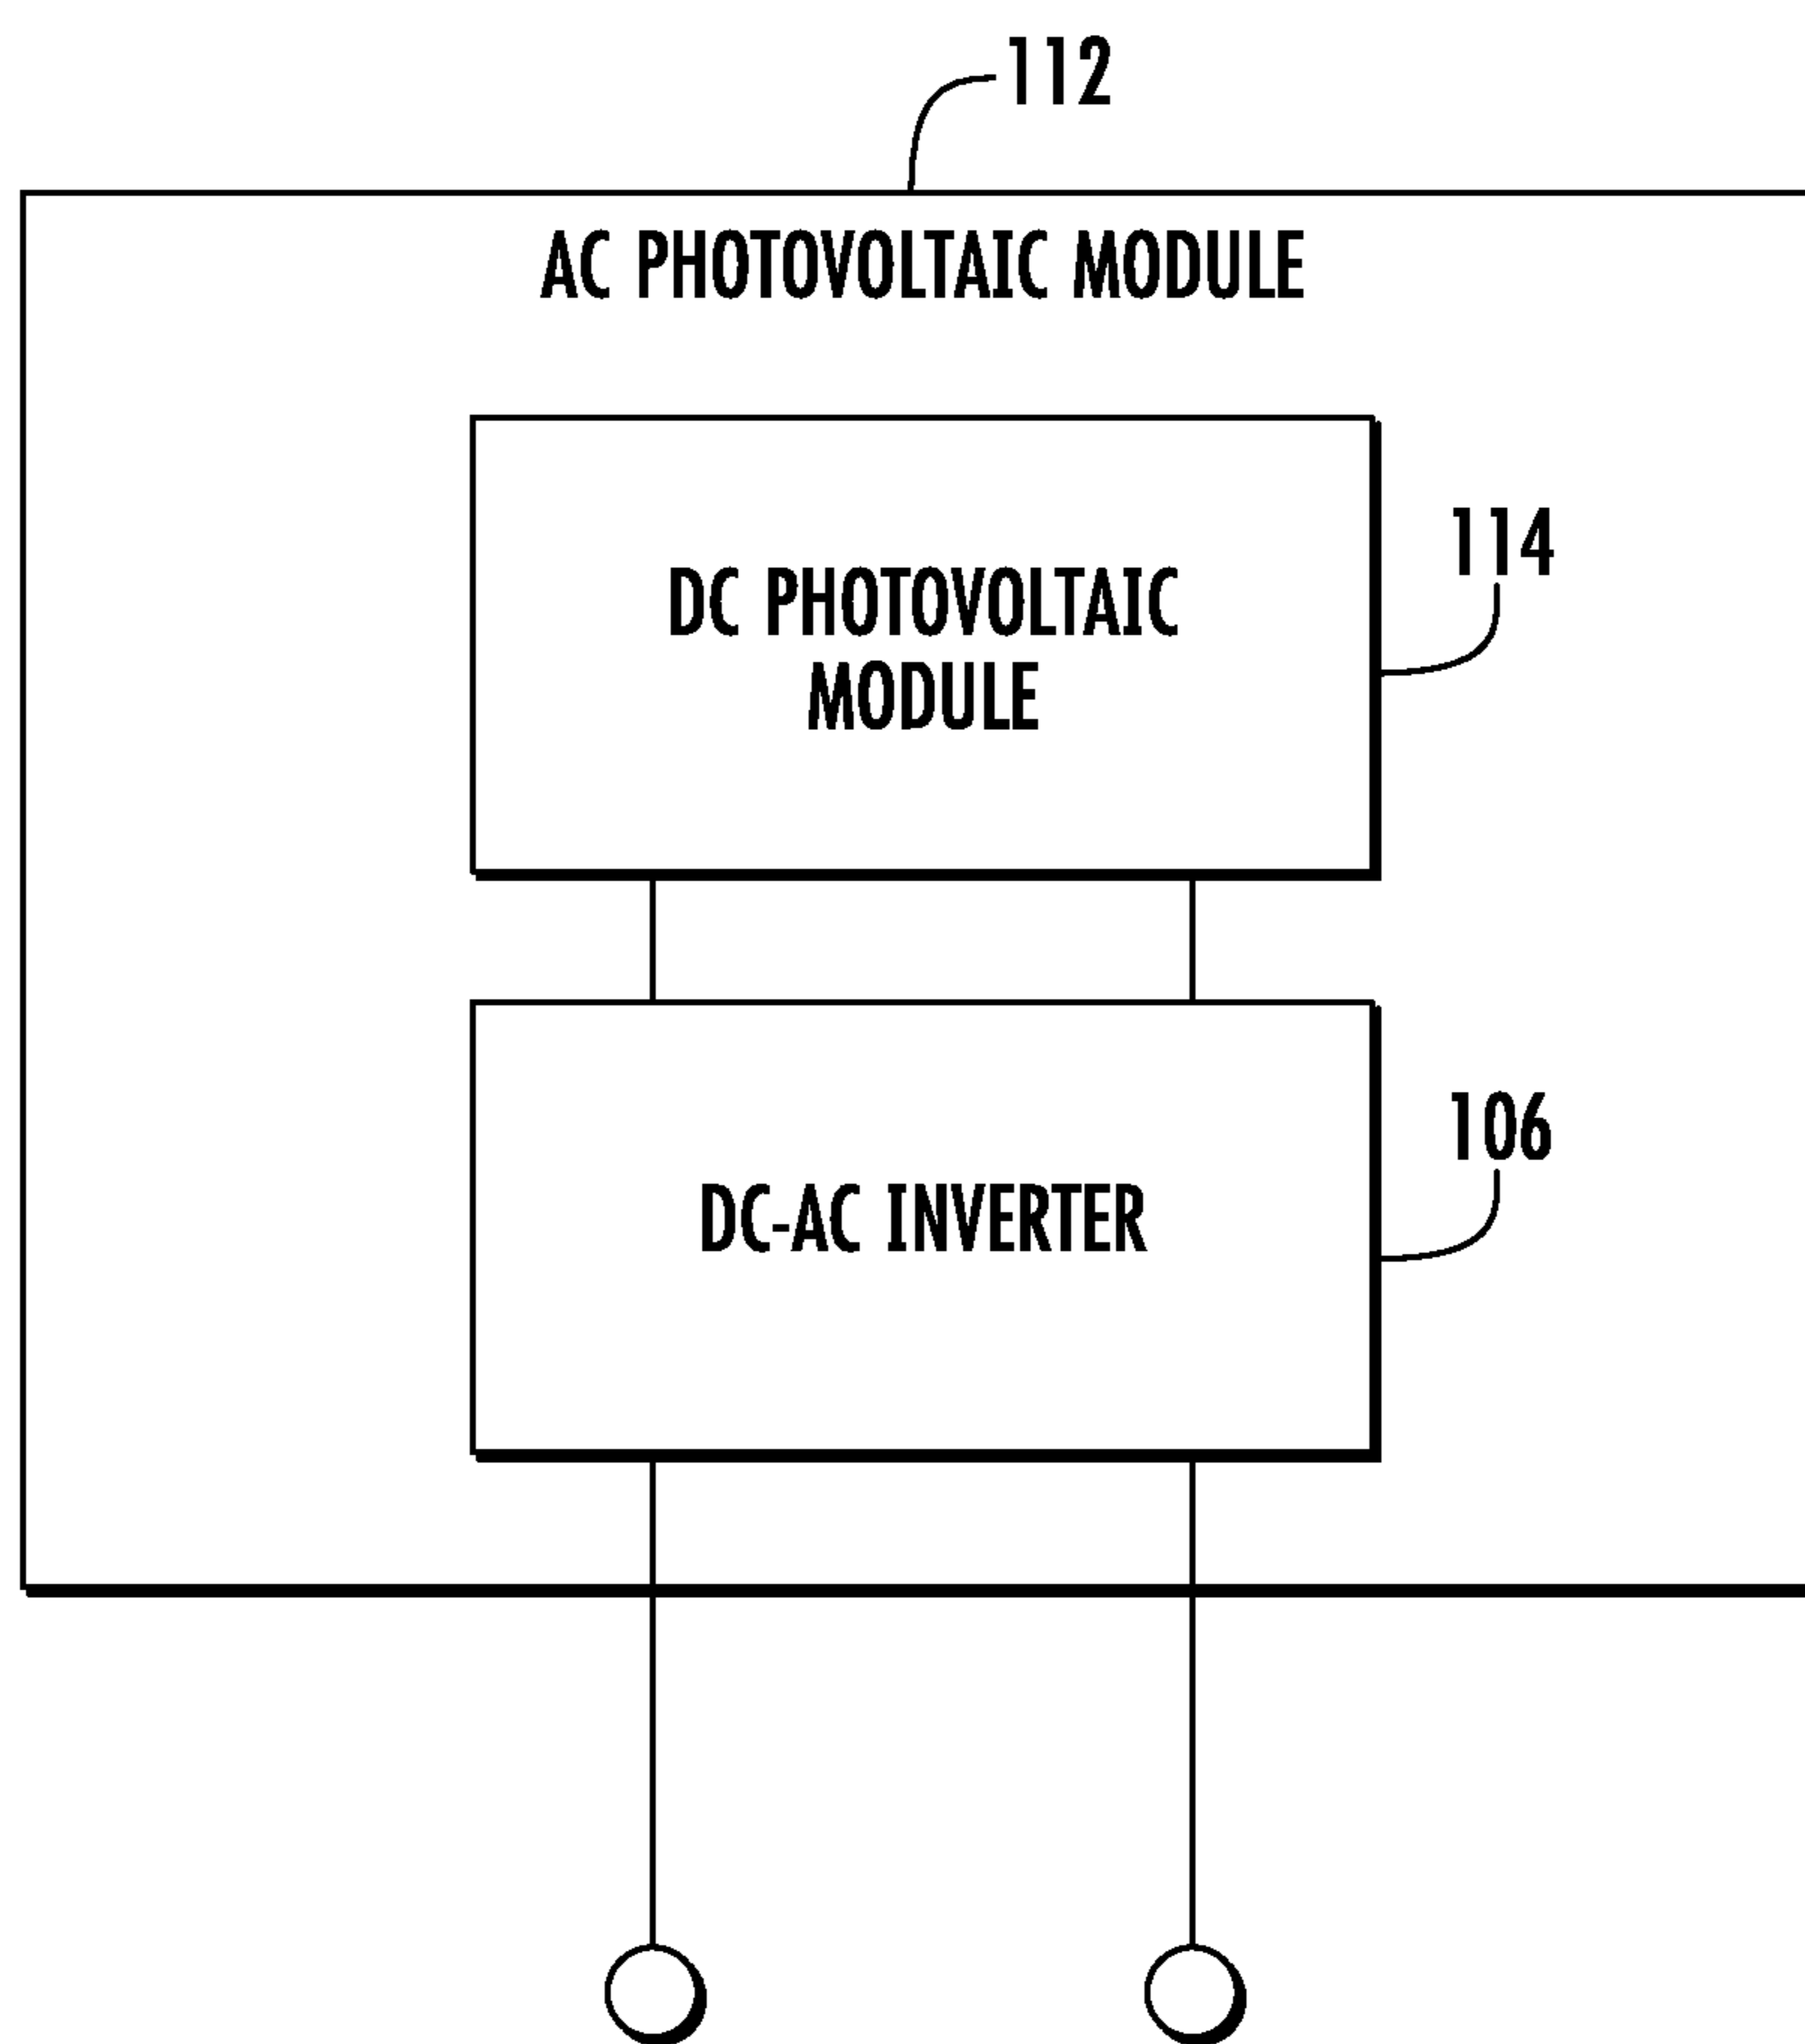 112
AC PHOTOVOLTAIC MODULE
114
DC PHOTOVOLTAIC
MODULE
106
DC-AC INVERTER